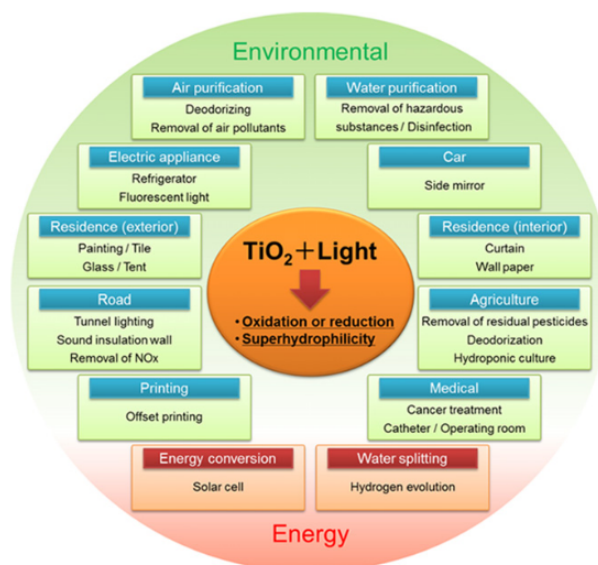 Environmental
Air purification
Deodorizing
Removal of air pollutants
Water purification
Removal of hazardous
substances / Disinfection
Electric appliance
Refrigerator
Fluorescent light
Car
Side mirror
Residence (exterior)
Painting / Tile
Glass / Tent
TiO₂+Light
• Oxidation or reduction
• Superhydrophilicity
Residence (interior)
Curtain
Wall paper
Road
Tunnel lighting
Sound insulation wall
Removal of NOx
Agriculture
Removal of residual pesticides
Deodorization
Hydroponic culture
Printing
Offset printing
Medical
Cancer treatment
Catheter / Operating room
Energy conversion
Solar cell
Water splitting
Hydrogen evolution
Energy